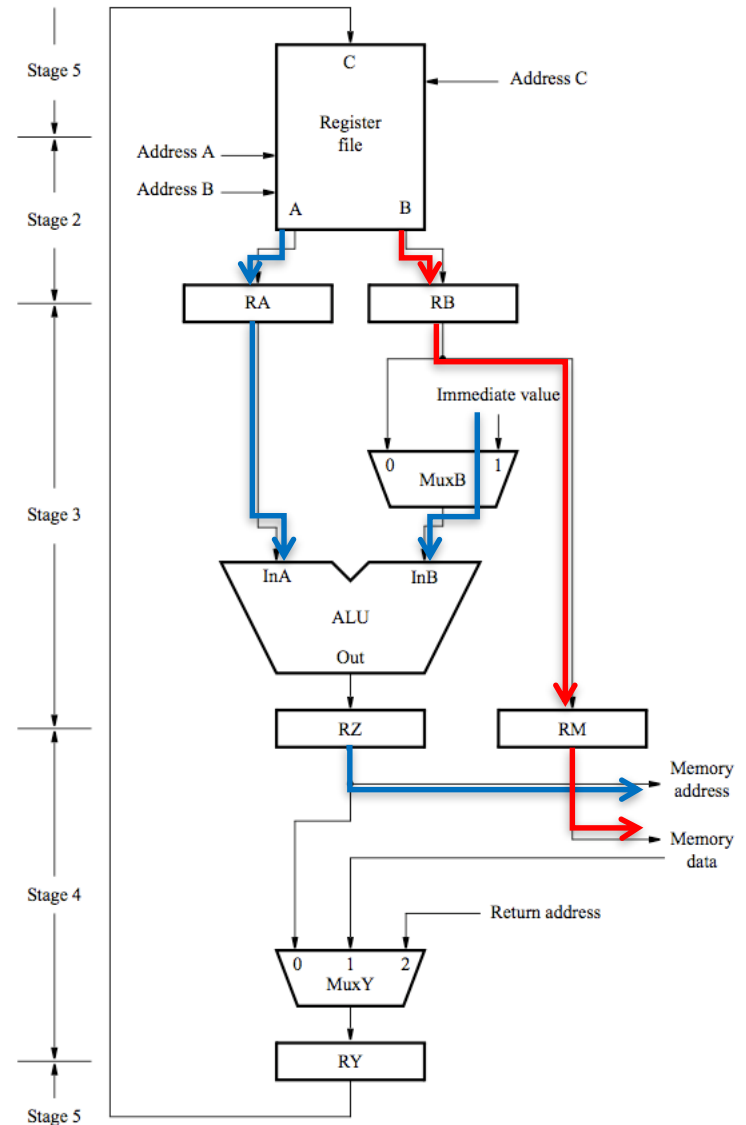 Stage 5
C
Address C
Register
file
Address A
Address B
Stage 2
A
B
RA
RB
Immediate value
0
1
MuxB
Stage 3
InA
InB
ALU
Out
RZ
RM
Memory
address
Memory
data
Stage 4
Return address
0
1
2
MuxY
RY
Stage 5